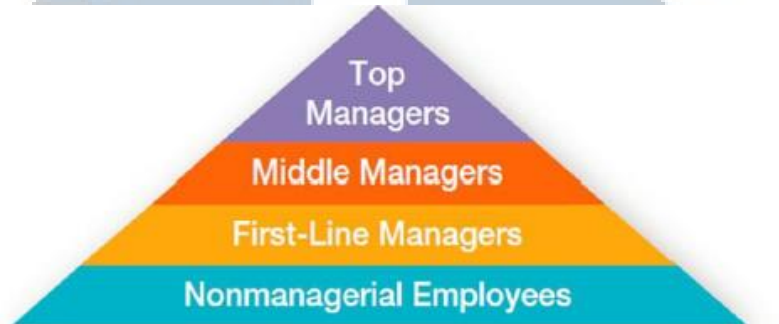 Top
Managers
Middle Managers
First-Line Managers
Nonmanagerial Employees